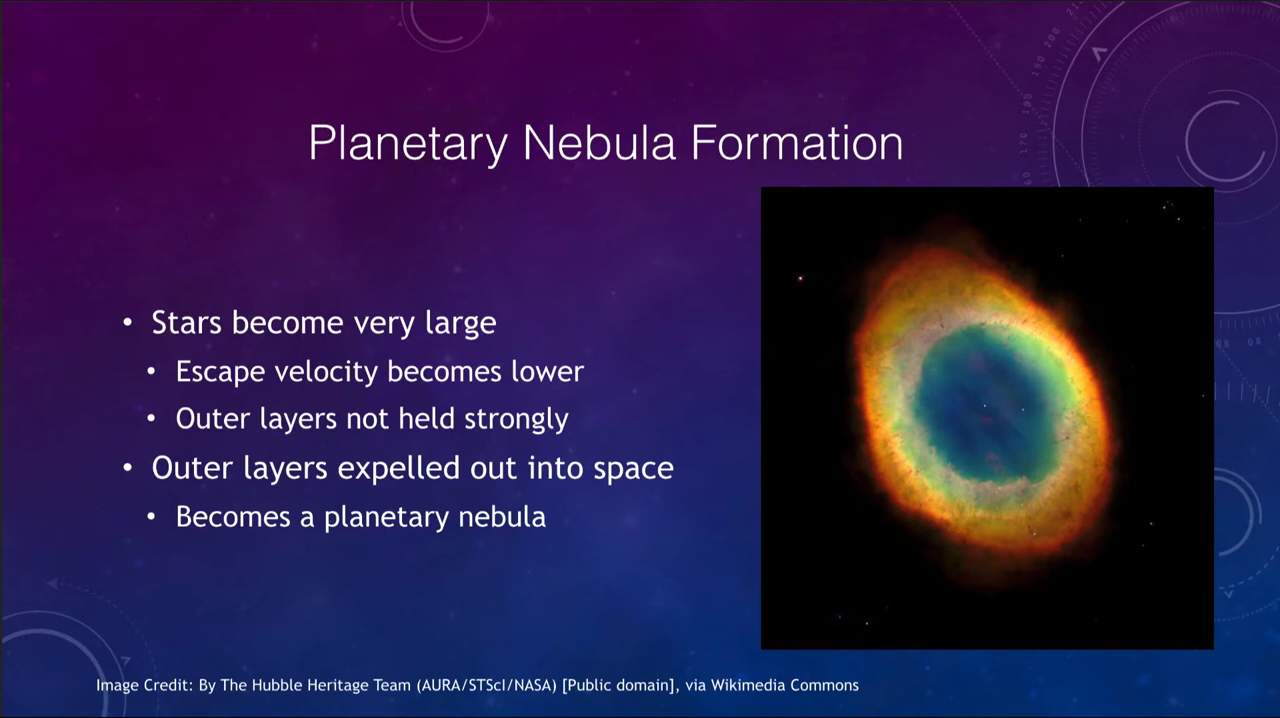 Planetary Nebula Formation
• Stars become very large
• Escape velocity becomes lower
• Outer layers not held strongly
• Outer layers expelled out into space
• Becomes a planetary nebula
Image Credit: By The Hubble Heritage Team (AURA/STScI/NASA) [Public domain], via Wikimedia Commons